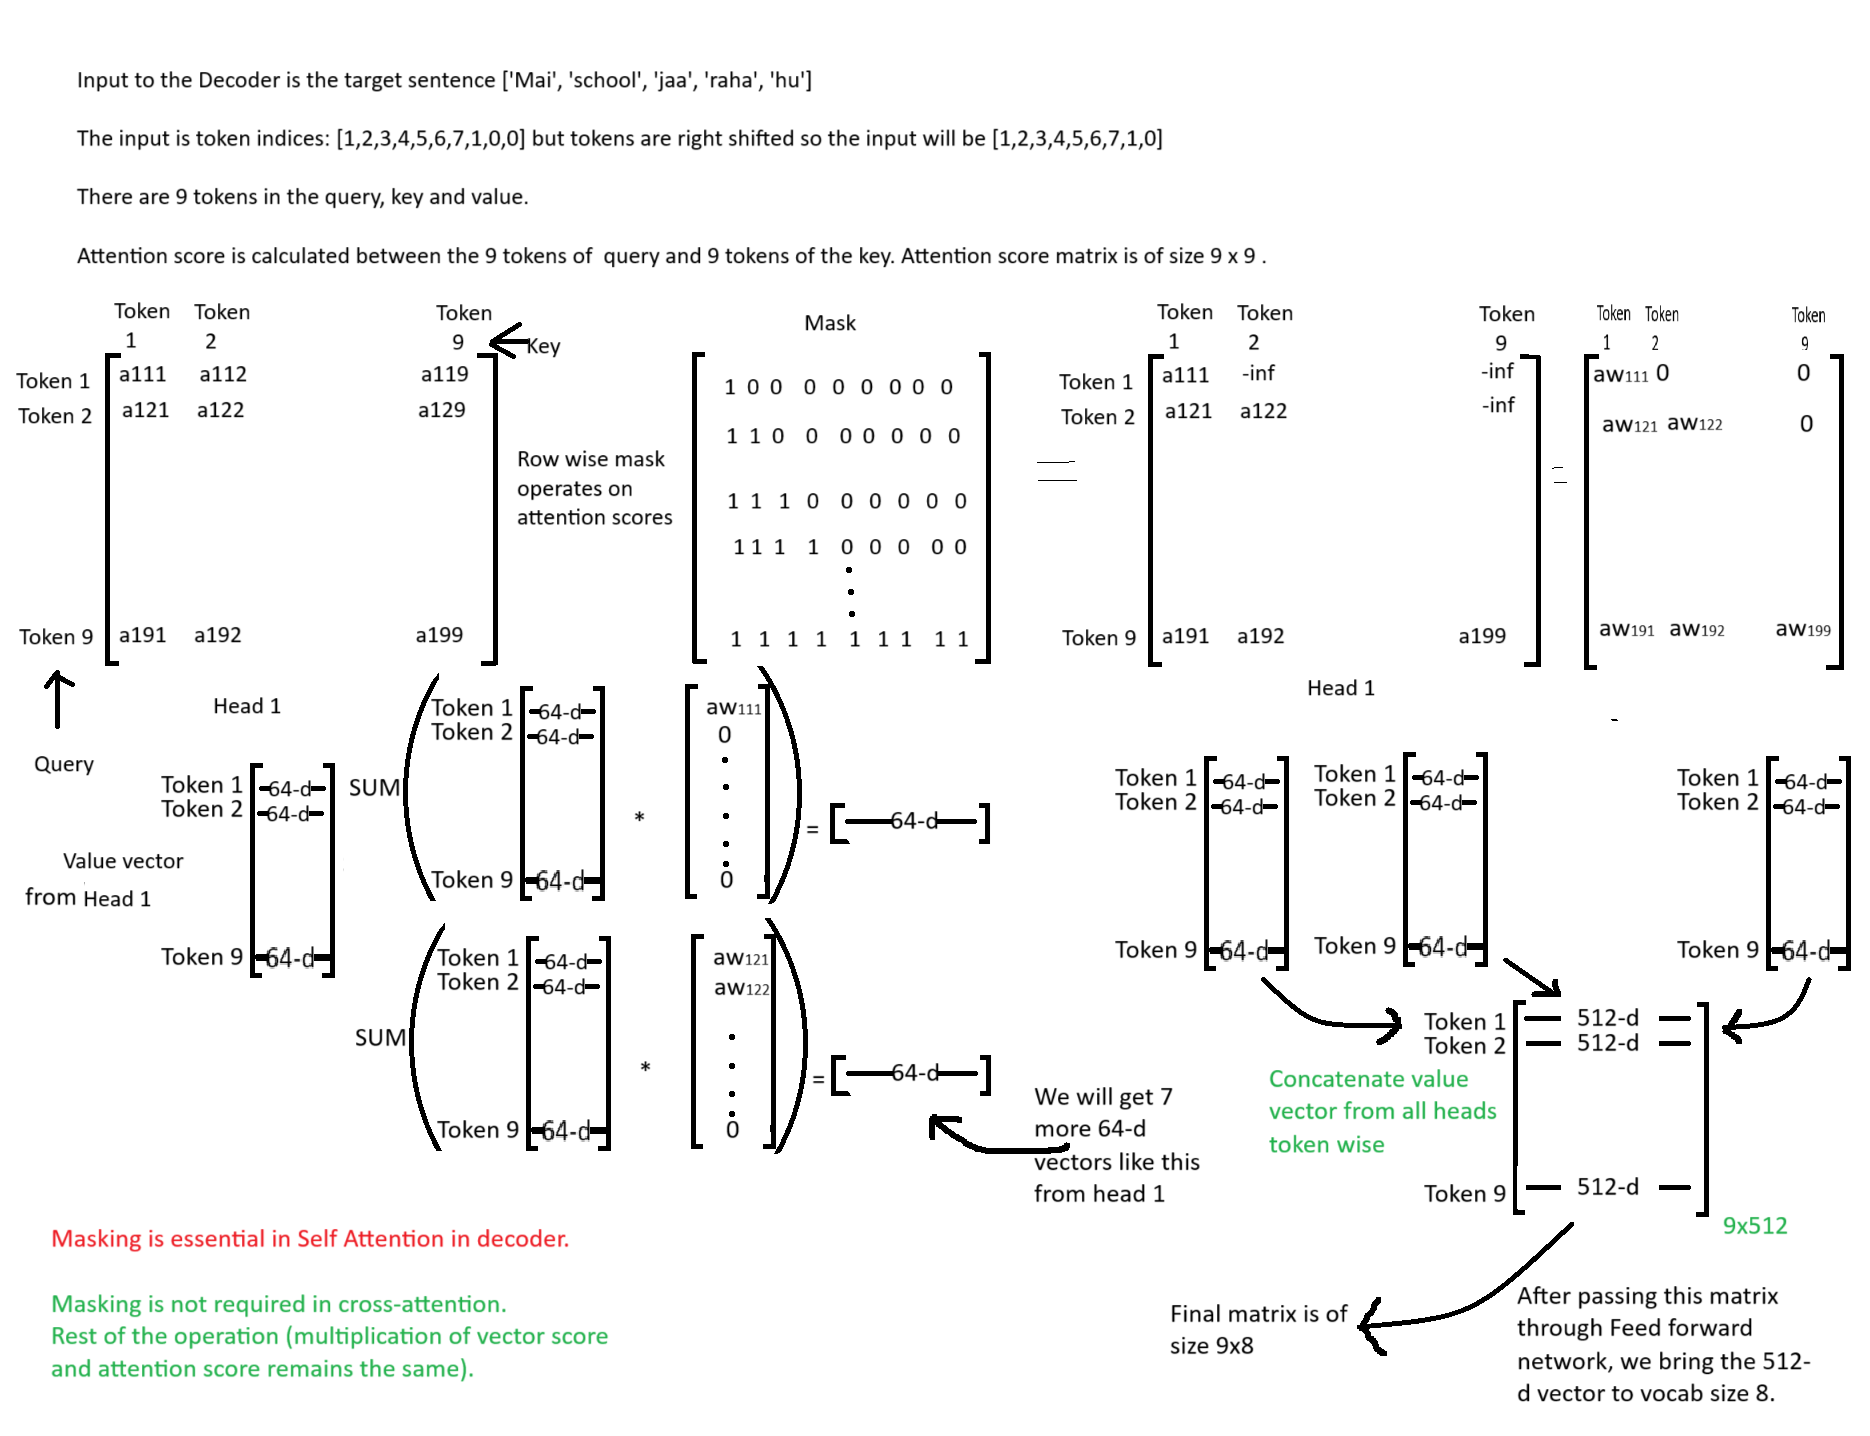 Input to the Decoder is the target sentence ['Mai', 'school', 'jaa', 'raha', 'hu']
The input is token indices: [1,2,3,4,5,6,7,1,0,0] but tokens are right shifted so the input will be [1,2,3,4,5,6,7,1,0]
There are 9 tokens in the query, key and value.
Attention score is calculated between the 9 tokens of  query and 9 tokens of the key. Attention score matrix is of size 9 x 9 .
Token Token Token
1 2 9
Key
Token 1 a111 a112 a119
Token 2 a121 a122 a129
Token 9 a191 a192 a199
Query
Head 1
Row wise mask
operates on
attention scores
Mask
1 0 0 0 0 0 0 0 0
1 1 0 0 0 0 0 0 0
1 1 1 0 0 0 0 0 0
1 1 1 1 0 0 0 0 0
1 1 1 1 1 1 1 1 1
=
Token Token Token
1 2 9
Token 1 a111 -inf -inf
Token 2 a121 a122 -inf
Token 9 a191 a192 a199
Head 1
=
Token Token Token
1 2 9
aw111 0 0
aw121 aw122 0
aw191 aw192 aw199
Value vector
from Head 1
Token 1 64-d
Token 2 64-d
Token 9 64-d
SUM
Token 1 64-d
Token 2 64-d
Token 9 64-d
*
aw111
0
0
= 64-d
SUM
Token 1 64-d
Token 2 64-d
Token 9 64-d
*
aw121
aw122
0
= 64-d
We will get 7
more 64-d
vectors like this
from head 1
Token 1 64-d
Token 2 64-d
Token 9 64-d
Token 1 64-d
Token 2 64-d
Token 9 64-d
Token 1 64-d
Token 2 64-d
Token 9 64-d
Concatenate value
vector from all heads
token wise
Token 1 512-d
Token 2 512-d
Token 9 512-d
9x512
Masking is essential in Self Attention in decoder.
Masking is not required in cross-attention.
Rest of the operation (multiplication of vector score
and attention score remains the same).
Final matrix is of
size 9x8
After passing this matrix
through Feed forward
network, we bring the 512-
d vector to vocab size 8.